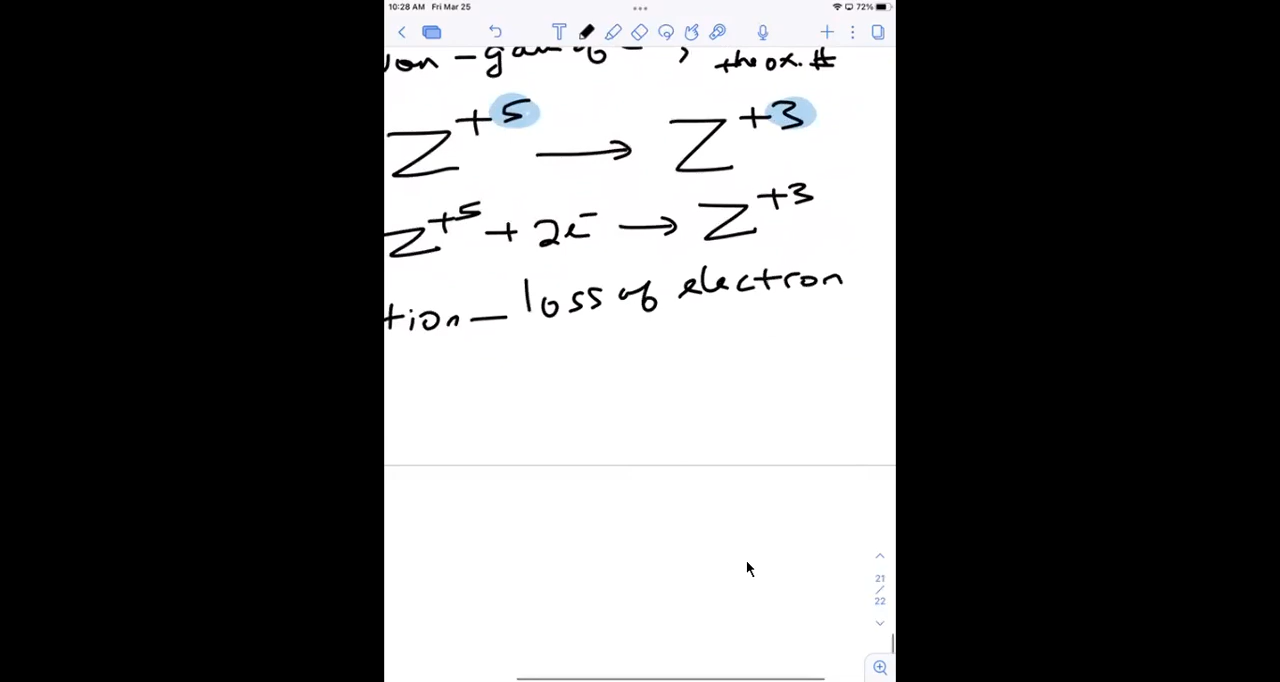 10:28 AM Fri Mar 25
72%
the ox. #
Z+5 → Z+3
Z+5 + 2e- → Z+3
tion — loss of electron
21
/
22